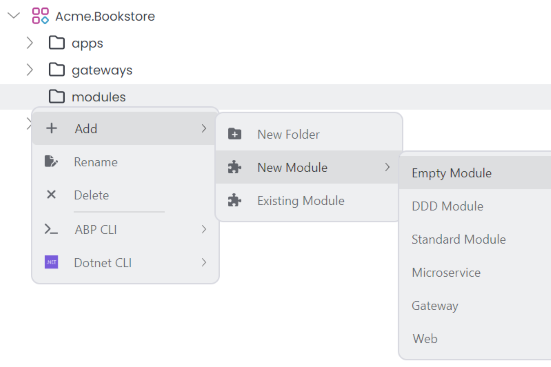 Acme.Bookstore
apps
gateways
modules
Add
Rename
Delete
ABP CLI
.NET
Dotnet CLI
New Folder
New Module
Existing Module
Empty Module
DDD Module
Standard Module
Microservice
Gateway
Web